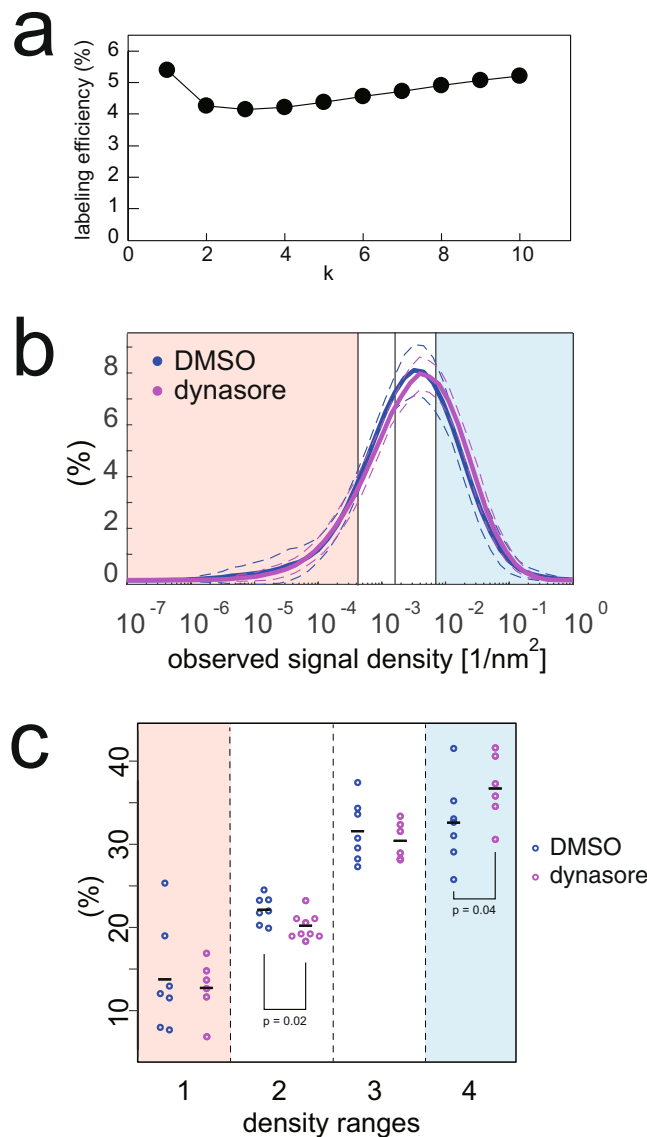 a
labeling efficiency (%)
6
5
4
3
2
1
0
0 2 4 6 8 10
k
b
DMSO
dynasore
(%)
8
6
4
2
0
10^-7 10^-6 10^-5 10^-4 10^-3 10^-2 10^-1 10^0
observed signal density [1/nm^2]
c
(%)
40
30
20
10
DMSO
dynasore
p = 0.04
p = 0.02
1 2 3 4
density ranges